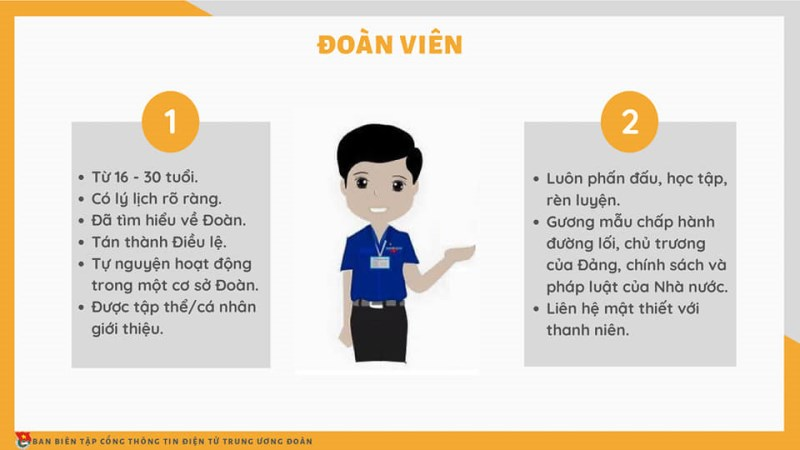 ĐOÀN VIÊN
1
Từ 16 - 30 tuổi.
Có lý lịch rõ ràng.
Đã tìm hiểu về Đoàn.
Tán thành Điều lệ.
Tự nguyện hoạt động
trong một cơ sở Đoàn.
Được tập thể/cá nhân
giới thiệu.
2
Luôn phấn đấu, học tập,
rèn luyện.
Gương mẫu chấp hành
đường lối, chủ trương
của Đảng, chính sách và
pháp luật của Nhà nước.
Liên hệ mật thiết với
thanh niên.
BAN BIÊN TẬP CỔNG THÔNG TIN ĐIỆN TỬ TRUNG ƯƠNG ĐOÀN